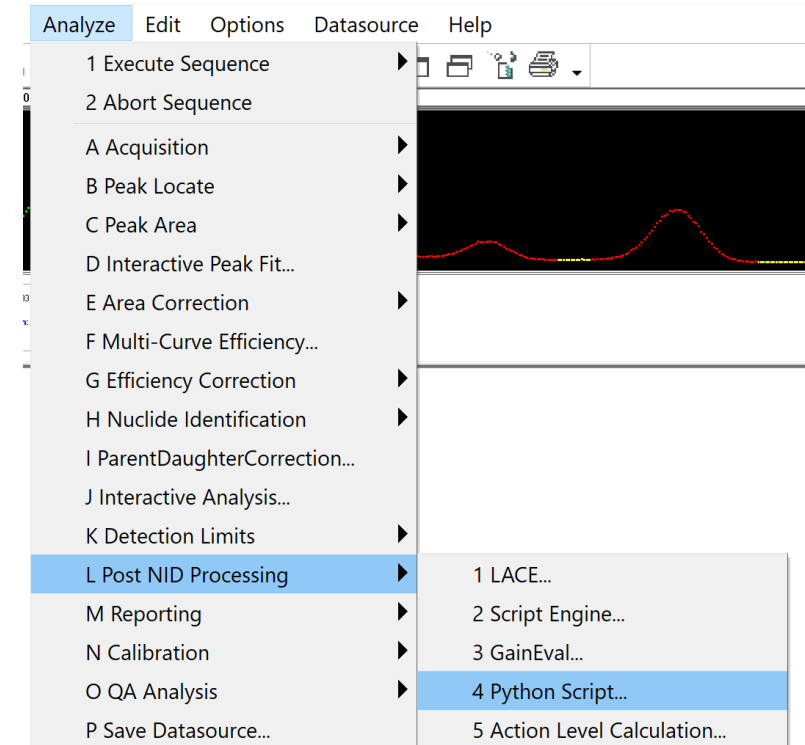 Analyze Edit Options Datasource Help
1 Execute Sequence
2 Abort Sequence
A Acquisition
B Peak Locate
C Peak Area
D Interactive Peak Fit...
E Area Correction
F Multi-Curve Efficiency...
G Efficiency Correction
H Nuclide Identification
I ParentDaughterCorrection...
J Interactive Analysis...
K Detection Limits
L Post NID Processing
M Reporting
N Calibration
O QA Analysis
P Save Datasource...
1 LACE...
2 Script Engine...
3 GainEval...
4 Python Script...
5 Action Level Calculation...